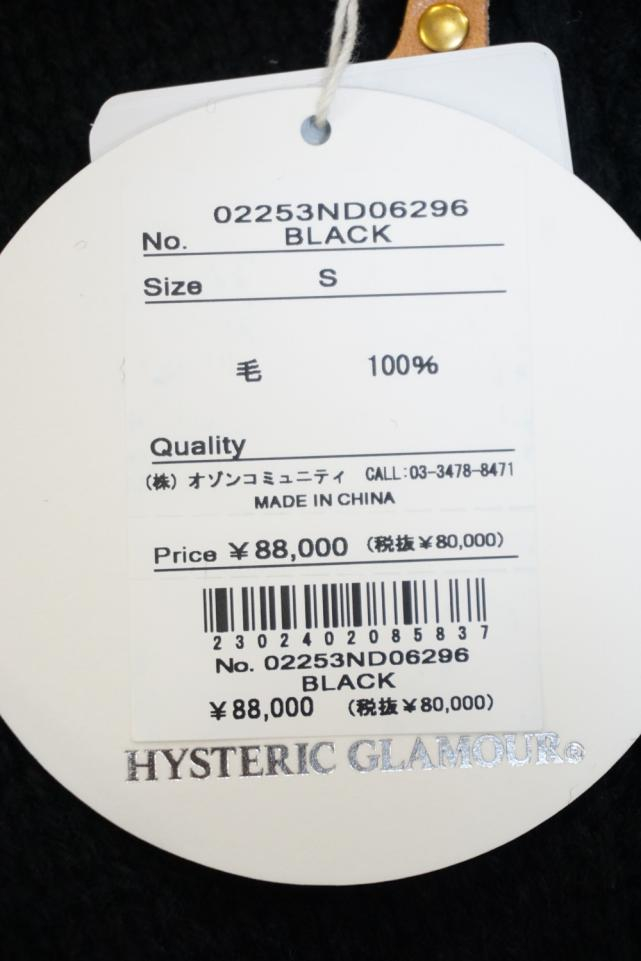 02253ND06296
No. BLACK
Size S
毛 100%
Quality
(株) オゾンコミュニティ CALL:03-3478-8471
MADE IN CHINA
Price ¥88,000 (税抜¥80,000)
2302402085837
No. 02253ND06296
BLACK
¥88,000 (税抜¥80,000)
HYSTERIC GLAMOUR®